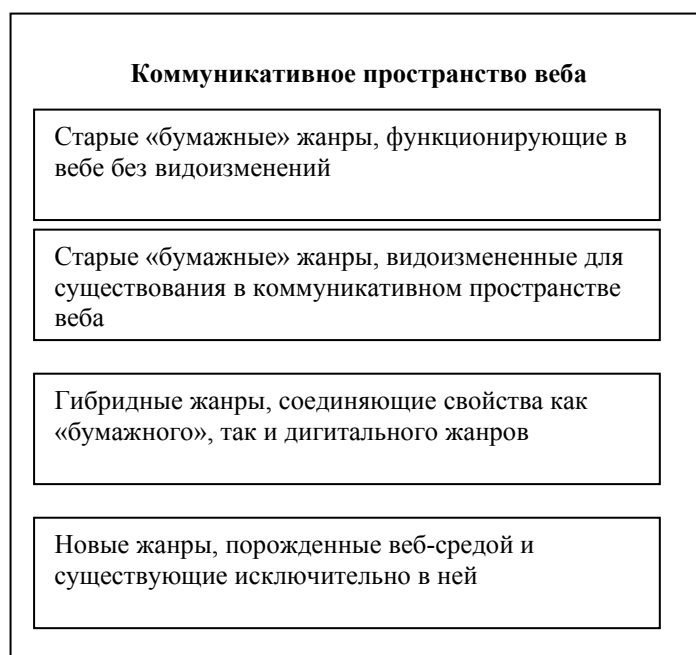 Коммуникативное пространство веба
Старые «бумажные» жанры, функционирующие в
вебе без видоизменений
Старые «бумажные» жанры, видоизмененные для
существования в коммуникативном пространстве
веба
Гибридные жанры, соединяющие свойства как
«бумажного», так и дигитального жанров
Новые жанры, порожденные веб-средой и
существующие исключительно в ней